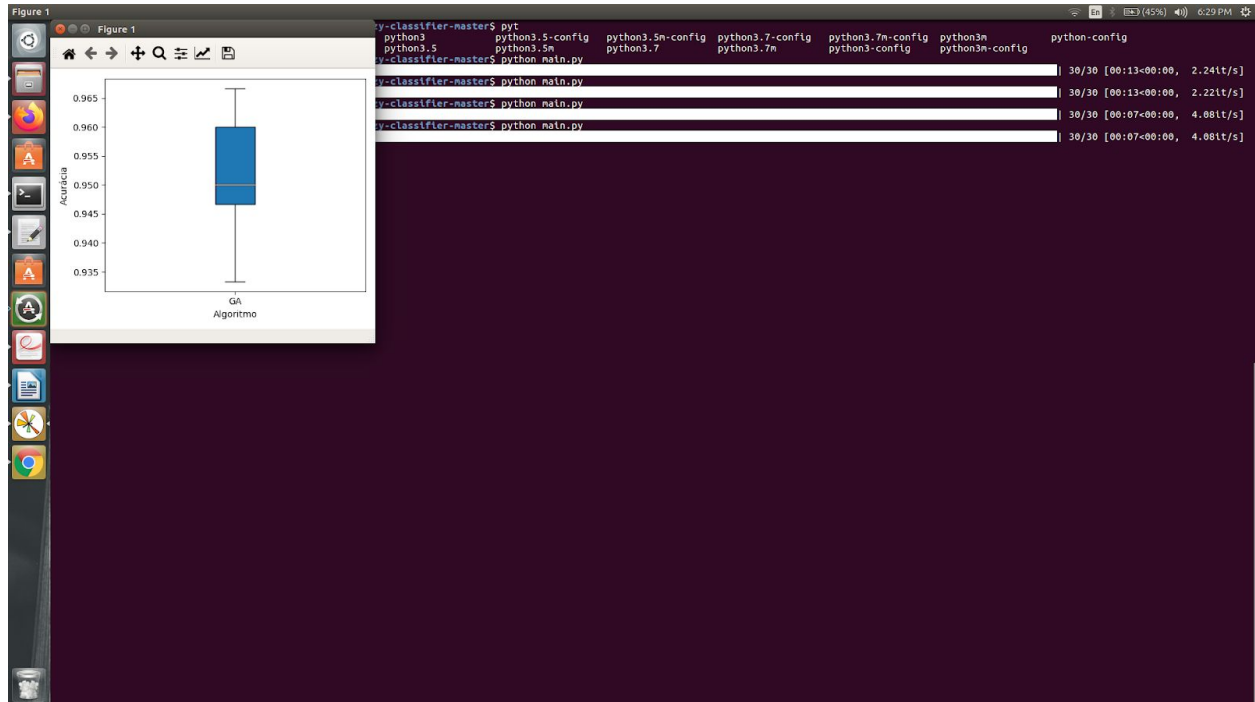 Figure 1
En
(45%)
6:29 PM
Figure 1
0.965
0.960
0.955
0.950
0.945
0.940
0.935
Acurácia
GA
Algoritmo
y-classifier-master$ pyt
python3 python3.5-config python3.5m-config python3.7-config python3.7m-config python3m python-config
python3.5 python3.5m python3.7 python3.7m python3-config python3m-config
zy-classifier-master$ python main.py
| 30/30 [00:13<00:00, 2.24it/s]
zy-classifier-master$ python main.py
| 30/30 [00:13<00:00, 2.22it/s]
zy-classifier-master$ python main.py
| 30/30 [00:07<00:00, 4.08it/s]
zy-classifier-master$ python main.py
| 30/30 [00:07<00:00, 4.08it/s]